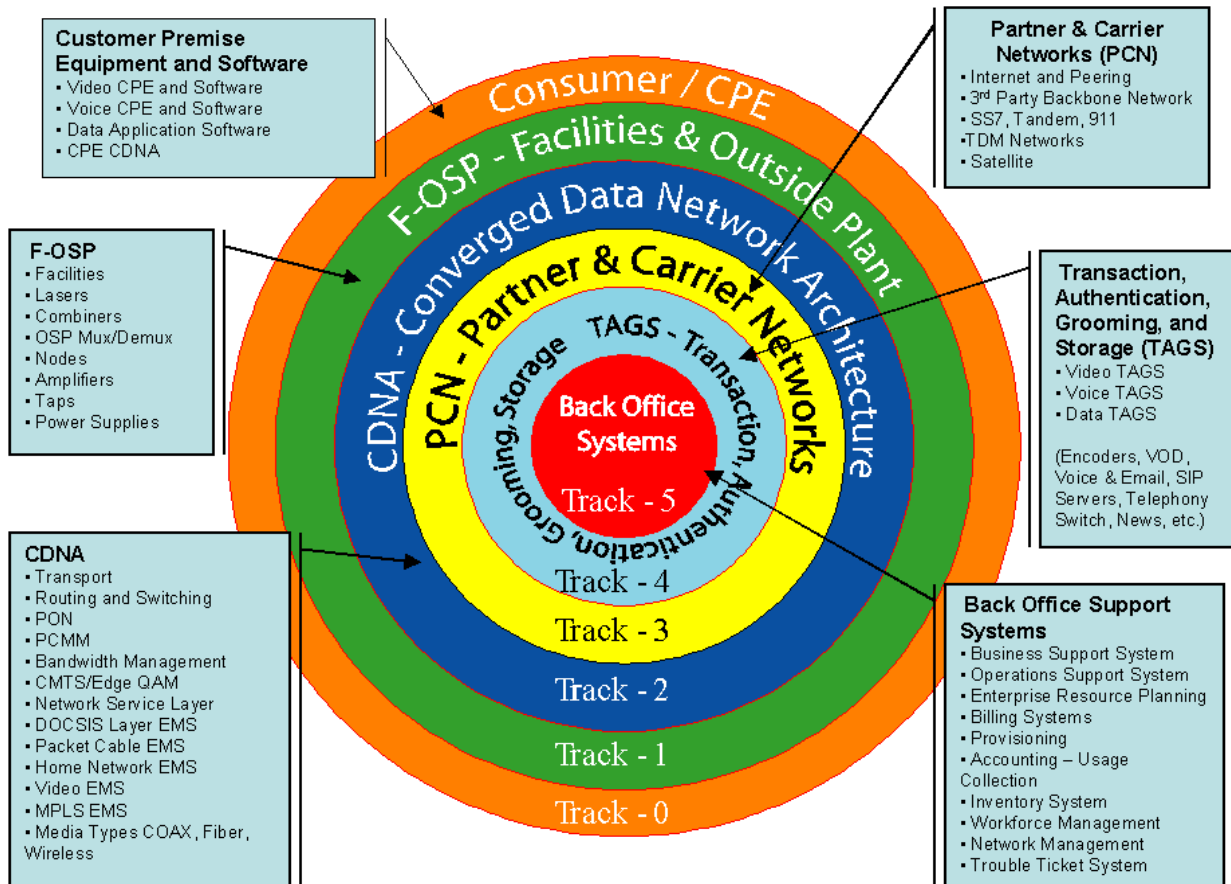 Customer Premise
Equipment and Software
▪ Video CPE and Software
▪ Voice CPE and Software
▪ Data Application Software
▪ CPE CDNA
Partner & Carrier
Networks (PCN)
▪ Internet and Peering
▪ 3rd Party Backbone Network
▪ SS7, Tandem, 911
▪TDM Networks
▪ Satellite
F-OSP
▪ Facilities
▪ Lasers
▪ Combiners
▪ OSP Mux/Demux
▪ Nodes
▪ Amplifiers
▪ Taps
▪ Power Supplies
Transaction,
Authentication,
Grooming, and
Storage (TAGS)
▪ Video TAGS
▪ Voice TAGS
▪ Data TAGS
(Encoders, VOD,
Voice & Email, SIP
Servers, Telephony
Switch, News, etc.)
CDNA
▪ Transport
▪ Routing and Switching
▪ PON
▪ PCMM
▪ Bandwidth Management
▪ CMTS/Edge QAM
▪ Network Service Layer
▪ DOCSIS Layer EMS
▪ Packet Cable EMS
▪ Home Network EMS
▪ Video EMS
▪ MPLS EMS
▪ Media Types COAX, Fiber,
Wireless
Back Office Support
Systems
▪ Business Support System
▪ Operations Support System
▪ Enterprise Resource Planning
▪ Billing Systems
▪ Provisioning
▪ Accounting – Usage
Collection
▪ Inventory System
▪ Workforce Management
▪ Network Management
▪ Trouble Ticket System
Consumer / CPE
F-OSP - Facilities & Outside Plant
CDNA - Converged Data Network Architecture
PCN - Partner & Carrier Networks
TAGS - Transaction, Authentication, Grooming, Storage
Back Office
Systems
Track - 5
Track - 4
Track - 3
Track - 2
Track - 1
Track - 0